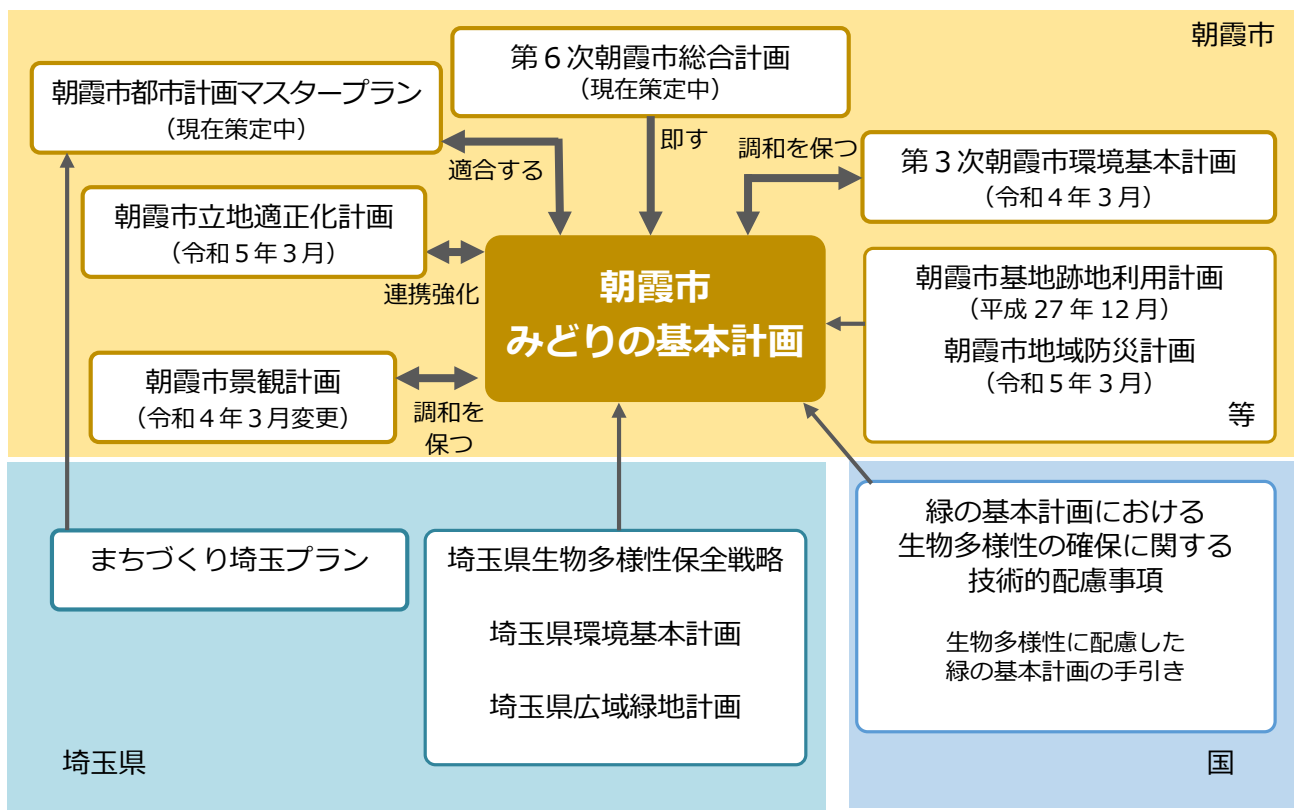 朝霞市
第６次朝霞市総合計画
（現在策定中）
朝霞市都市計画マスタープラン
（現在策定中）
適合する
即す
調和を保つ
第３次朝霞市環境基本計画
（令和４年３月）
朝霞市立地適正化計画
（令和５年３月）
連携強化
朝霞市
みどりの基本計画
朝霞市基地跡地利用計画
（平成 27 年 12 月）
朝霞市地域防災計画
（令和５年３月）
等
朝霞市景観計画
（令和４年３月変更）
調和を
保つ
まちづくり埼玉プラン
埼玉県生物多様性保全戦略
埼玉県環境基本計画
埼玉県広域緑地計画
埼玉県
緑の基本計画における
生物多様性の確保に関する
技術的配慮事項
生物多様性に配慮した
緑の基本計画の手引き
国